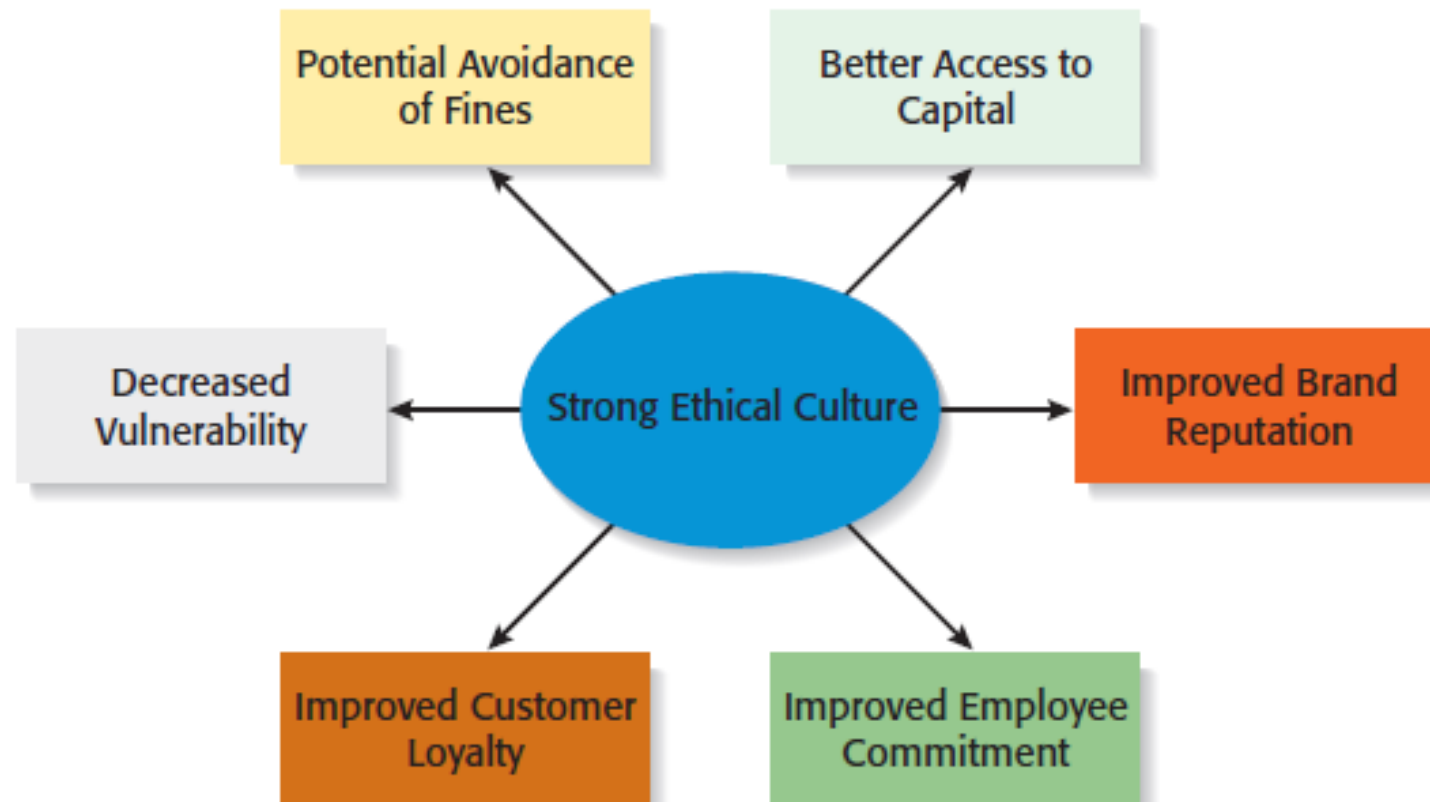 Potential Avoidance
of Fines
Better Access to
Capital
Decreased
Vulnerability
Strong Ethical Culture
Improved Brand
Reputation
Improved Customer
Loyalty
Improved Employee
Commitment